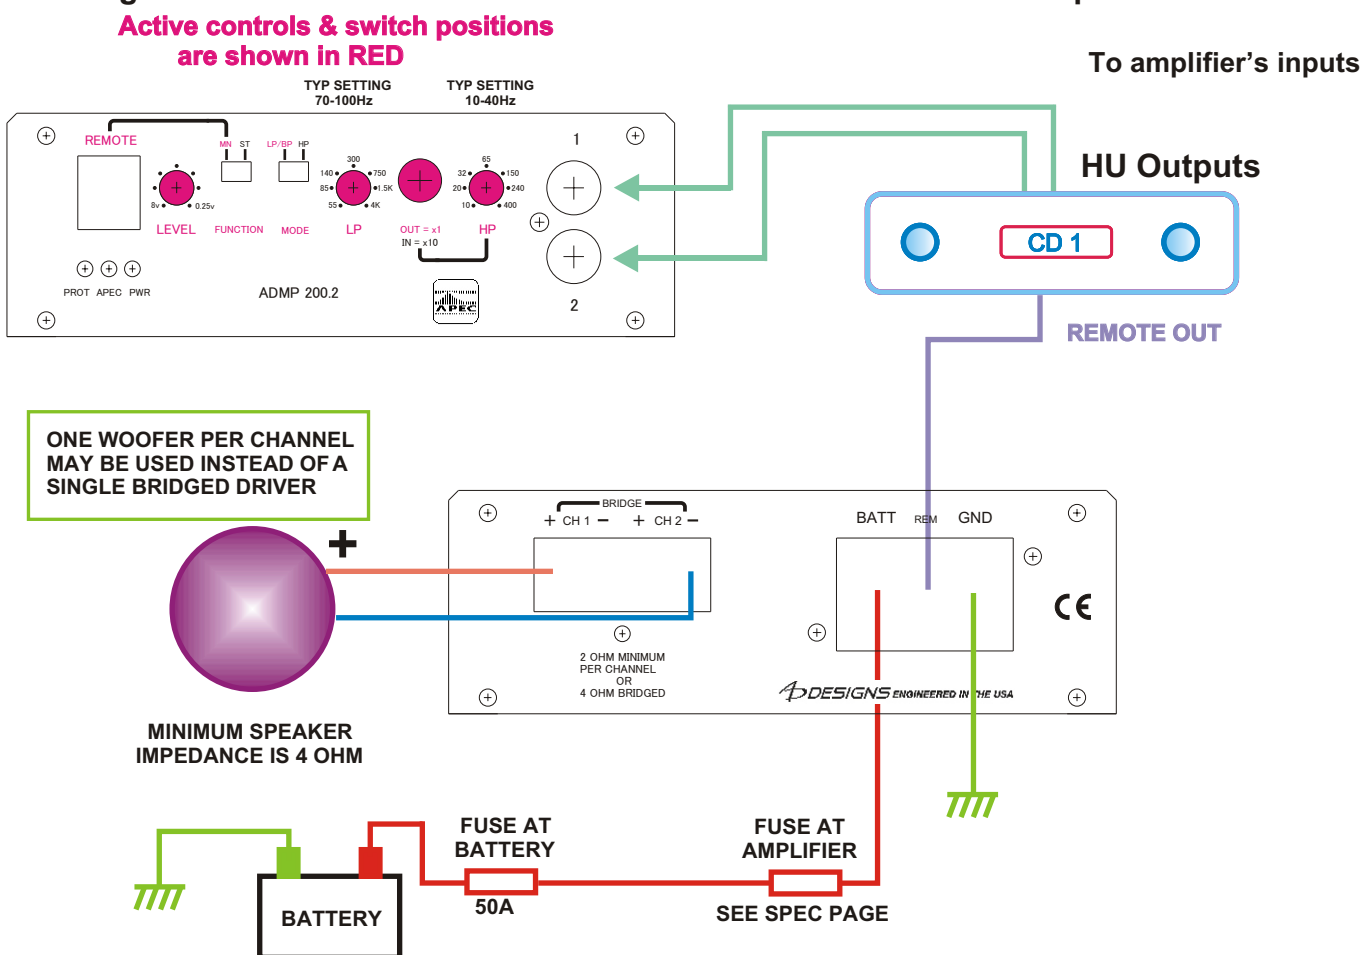 Active controls & switch positions
are shown in RED
To amplifier's inputs
TYP SETTING
70-100Hz
TYP SETTING
10-40Hz
REMOTE
MN ST
LP/BP HP
8v 0.25v
LEVEL
FUNCTION
MODE
300
140 750
85 1.5K
55 4K
LP
OUT = x1
IN = x10
65
32 150
20 240
10 400
HP
1
2
PROT APEC PWR
ADMP 200.2
APEC
HU Outputs
CD 1
REMOTE OUT
ONE WOOFER PER CHANNEL
MAY BE USED INSTEAD OF A
SINGLE BRIDGED DRIVER
+
BRIDGE
+ CH 1 − + CH 2 −
BATT REM GND
2 OHM MINIMUM
PER CHANNEL
OR
4 OHM BRIDGED
CE
DESIGNS ENGINEERED IN THE USA
MINIMUM SPEAKER
IMPEDANCE IS 4 OHM
FUSE AT
BATTERY
50A
FUSE AT
AMPLIFIER
SEE SPEC PAGE
BATTERY